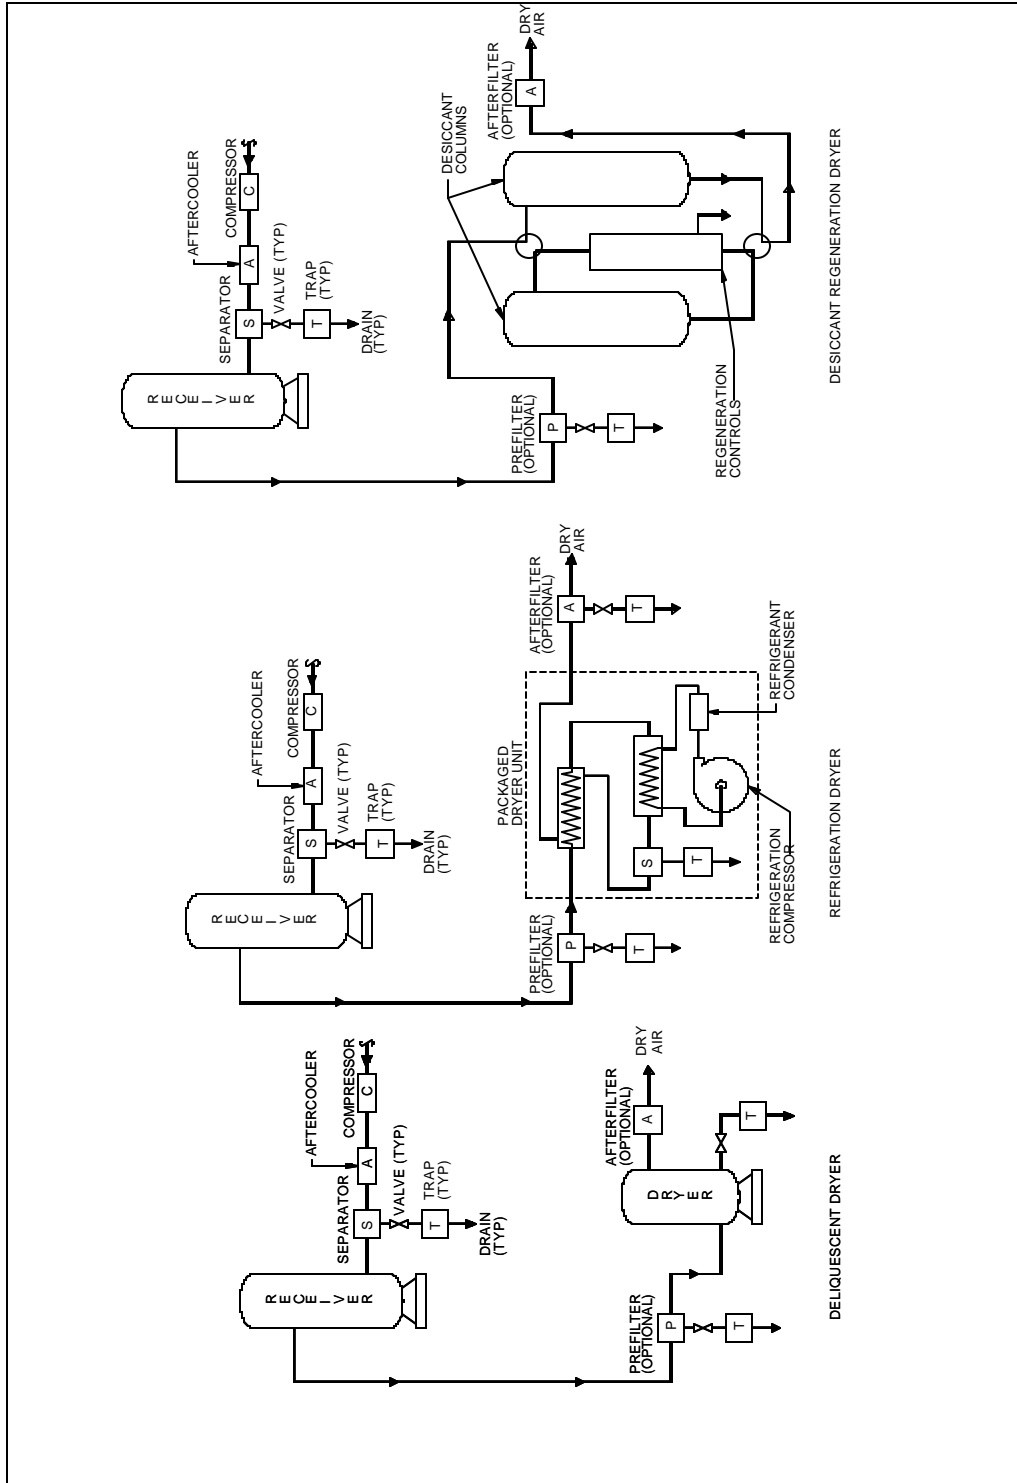 RECEIVER
SEPARATOR
S
AFTERCOOLER
A
COMPRESSOR
C
VALVE (TYP)
T
TRAP
(TYP)
DRAIN
(TYP)
PREFILTER
(OPTIONAL)
P
T
DRYER
AFTERFILTER
(OPTIONAL)
A
DRY
AIR
T
DELIQUESCENT DRYER
RECEIVER
SEPARATOR
S
AFTERCOOLER
A
COMPRESSOR
C
VALVE (TYP)
T
TRAP
(TYP)
DRAIN
(TYP)
PREFILTER
(OPTIONAL)
P
T
PACKAGED
DRYER UNIT
S
T
AFTERFILTER
(OPTIONAL)
A
DRY
AIR
T
REFRIGERATION
COMPRESSOR
REFRIGERANT
CONDENSER
REFRIGERATION DRYER
RECEIVER
SEPARATOR
S
AFTERCOOLER
A
COMPRESSOR
C
VALVE (TYP)
T
TRAP
(TYP)
DRAIN
(TYP)
PREFILTER
(OPTIONAL)
P
T
DESICCANT
COLUMNS
AFTERFILTER
(OPTIONAL)
A
DRY
AIR
REGENERATION
CONTROLS
DESICCANT REGENERATION DRYER